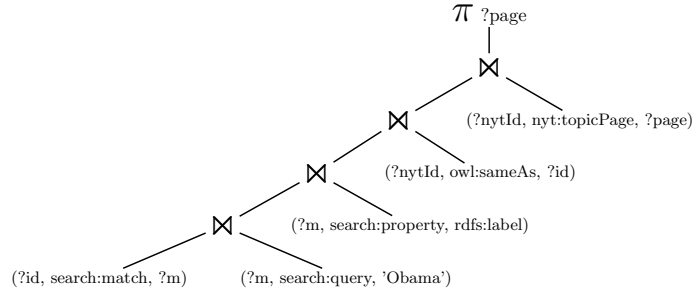 π ?page
⋈
⋈
(?nytId, nyt:topicPage, ?page)
⋈
(?nytId, owl:sameAs, ?id)
⋈
(?m, search:property, rdfs:label)
(?id, search:match, ?m)
(?m, search:query, 'Obama')